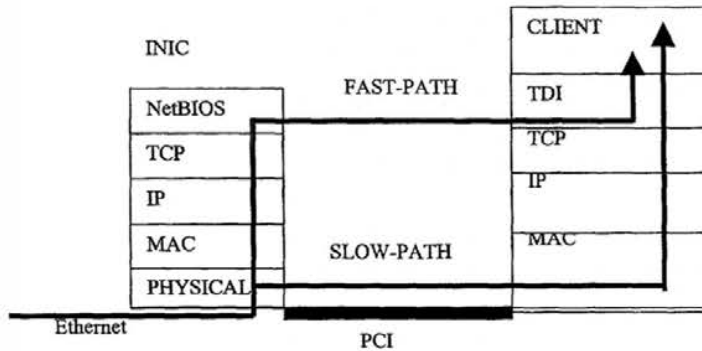 INIC
NetBIOS
TCP
IP
MAC
PHYSICAL
Ethernet
FAST-PATH
SLOW-PATH
PCI
CLIENT
TDI
TCP
IP
MAC